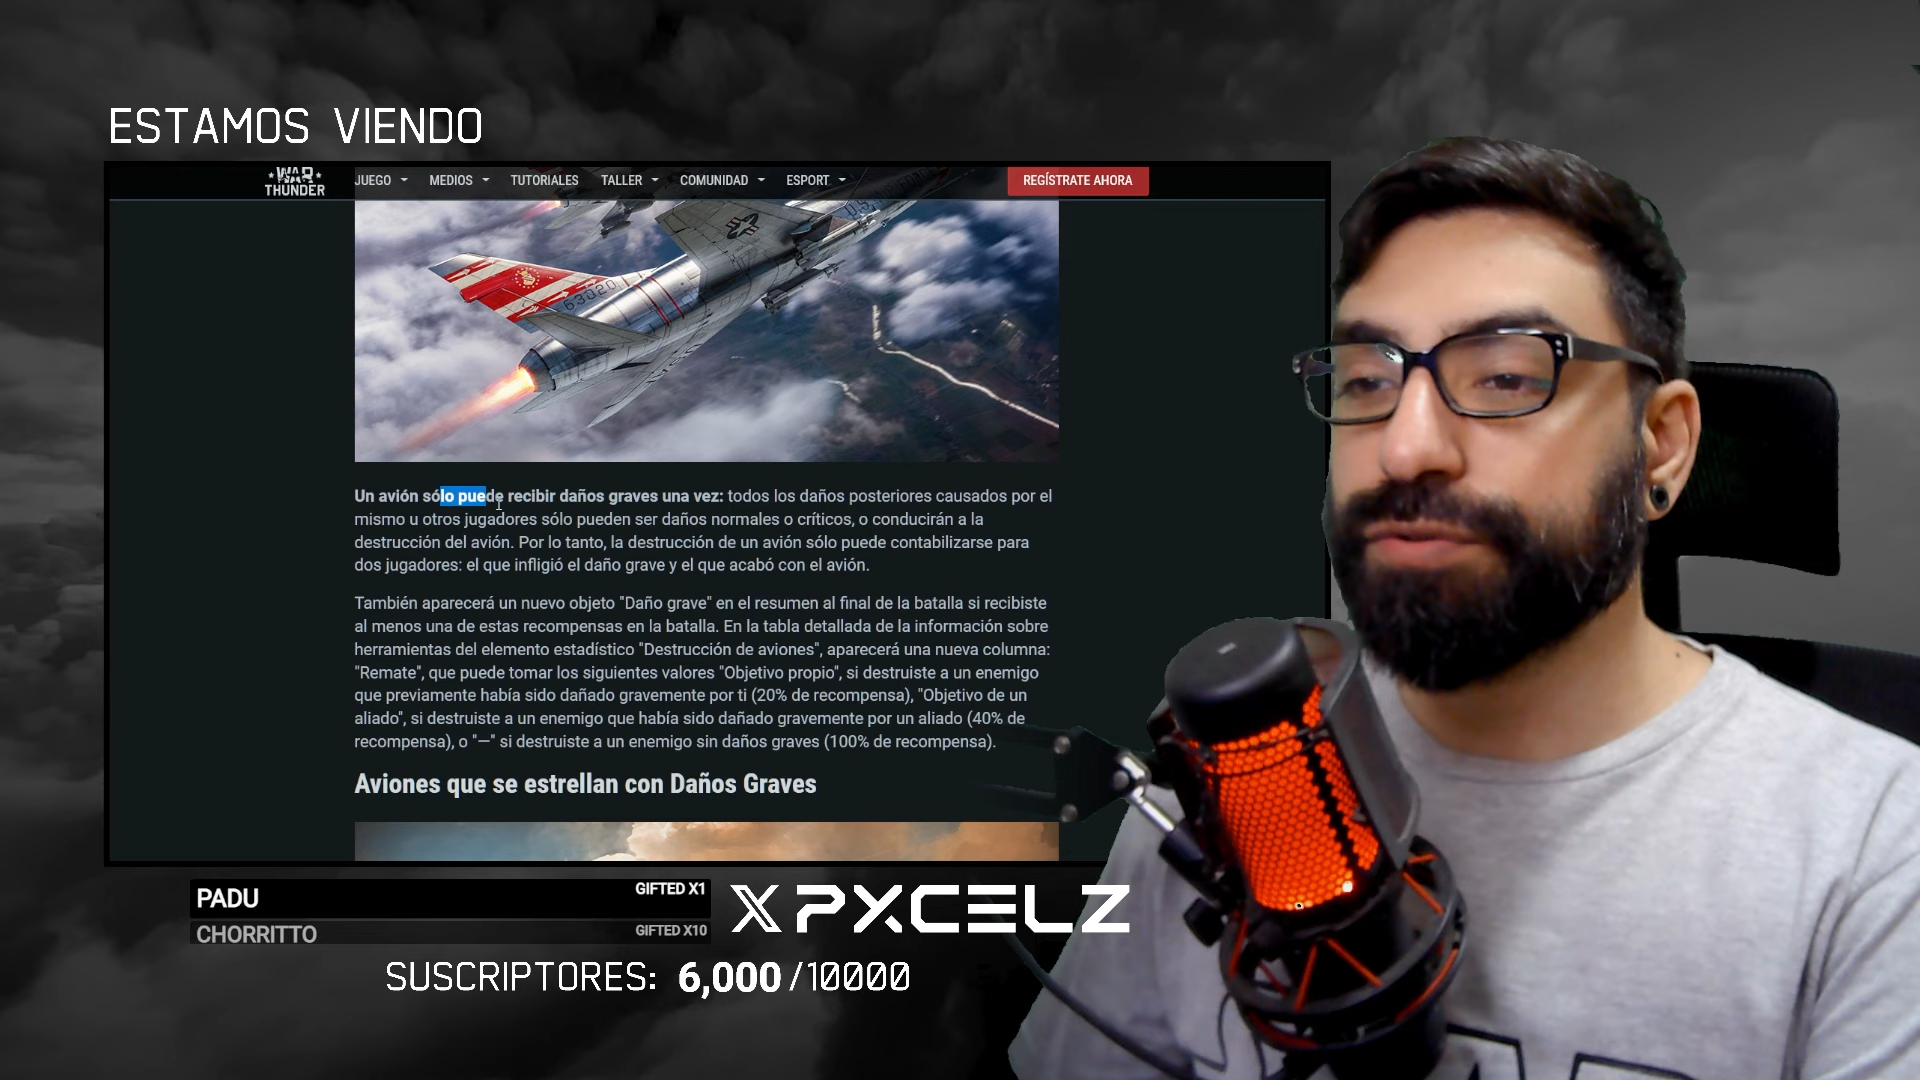 ESTAMOS VIENDO
WAR THUNDER
JUEGO MEDIOS TUTORIALES TALLER COMUNIDAD ESPORT REGÍSTRATE AHORA
63020
Un avión sólo puede recibir daños graves una vez: todos los daños posteriores causados por el
mismo u otros jugadores sólo pueden ser daños normales o críticos, o conducirán a la
destrucción del avión. Por lo tanto, la destrucción de un avión sólo puede contabilizarse para
dos jugadores: el que infligió el daño grave y el que acabó con el avión.
También aparecerá un nuevo objeto "Daño grave" en el resumen al final de la batalla si recibiste
al menos una de estas recompensas en la batalla. En la tabla detallada de la información sobre
herramientas del elemento estadístico "Destrucción de aviones", aparecerá una nueva columna:
"Remate", que puede tomar los siguientes valores "Objetivo propio", si destruiste a un enemigo
que previamente había sido dañado gravemente por ti (20% de recompensa), "Objetivo de un
aliado", si destruiste a un enemigo que había sido dañado gravemente por un aliado (40% de
recompensa), o "—" si destruiste a un enemigo sin daños graves (100% de recompensa).
Aviones que se estrellan con Daños Graves
PADU GIFTED X1
CHORRITTO GIFTED X10
X PXCELZ
SUSCRIPTORES: 6,000/10000